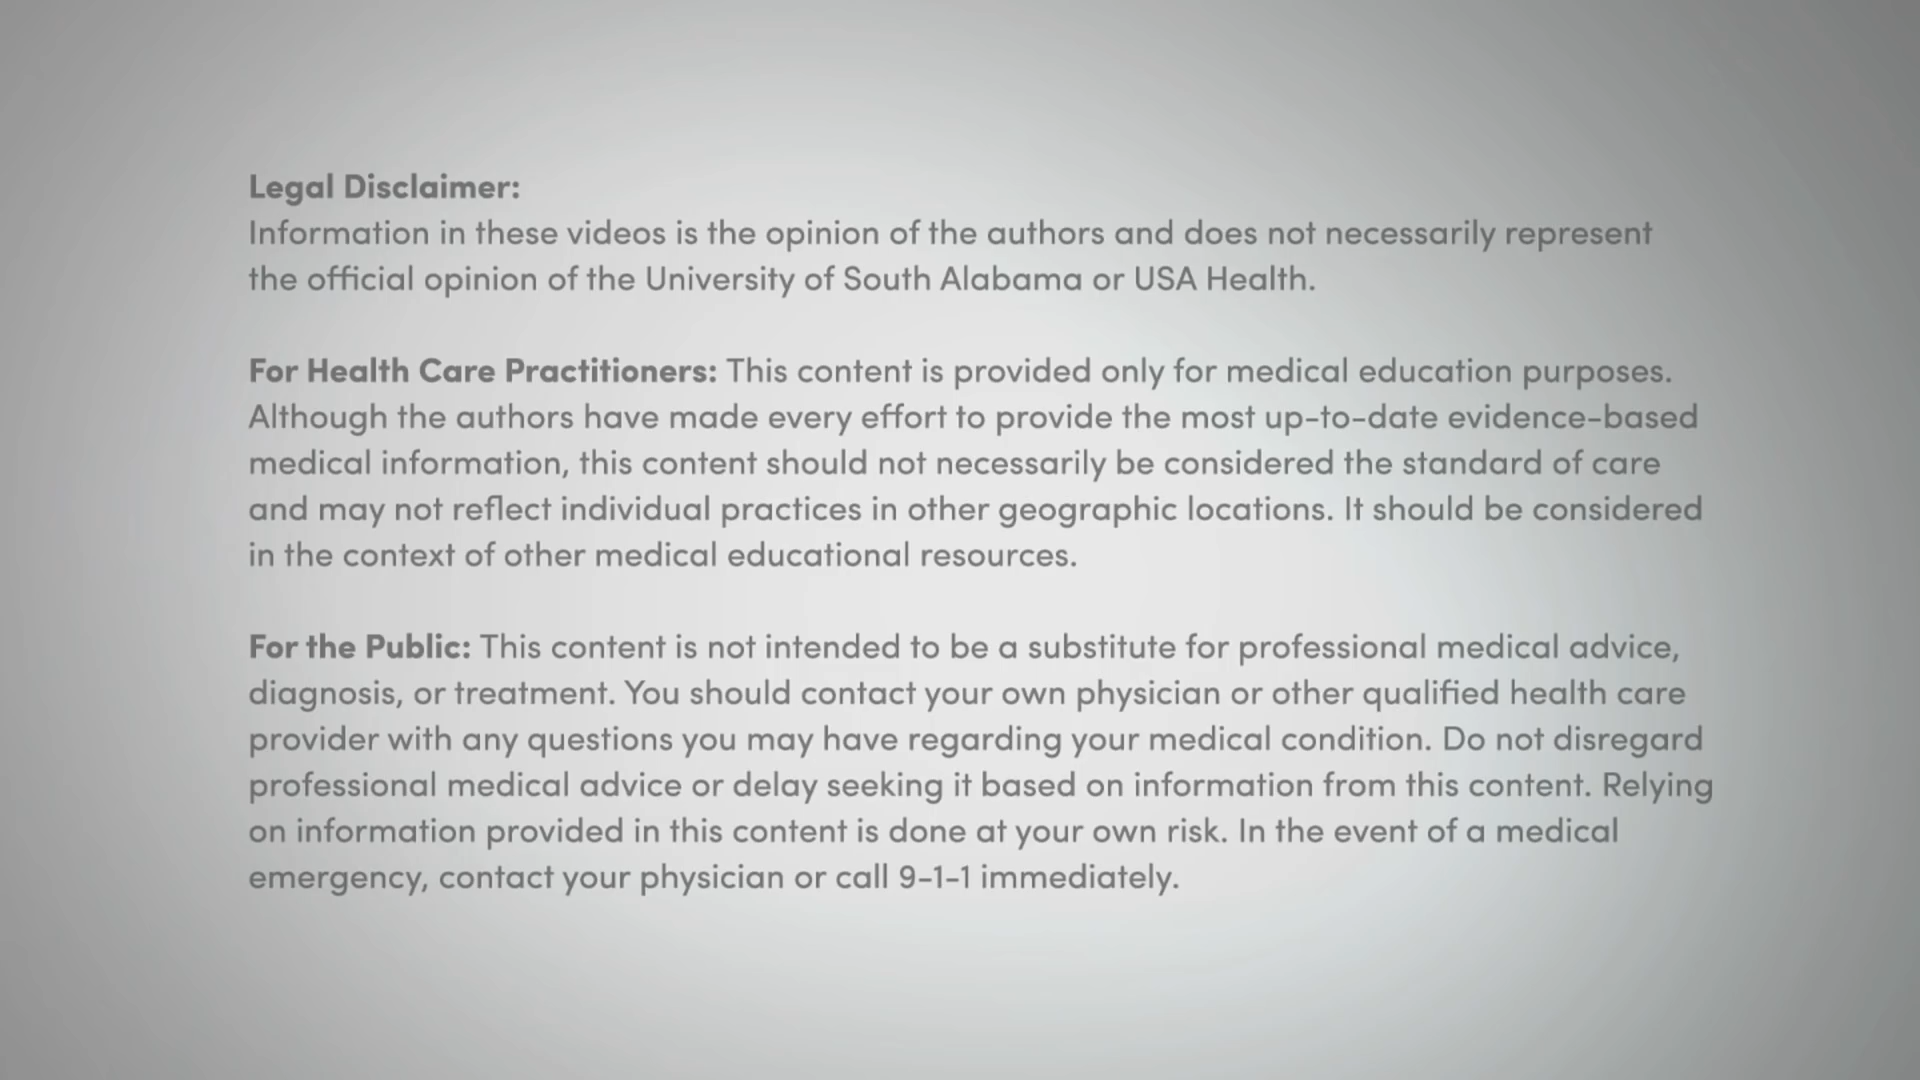 Legal Disclaimer:
Information in these videos is the opinion of the authors and does not necessarily represent
the official opinion of the University of South Alabama or USA Health.
For Health Care Practitioners: This content is provided only for medical education purposes.
Although the authors have made every effort to provide the most up-to-date evidence-based
medical information, this content should not necessarily be considered the standard of care
and may not reflect individual practices in other geographic locations. It should be considered
in the context of other medical educational resources.
For the Public: This content is not intended to be a substitute for professional medical advice,
diagnosis, or treatment. You should contact your own physician or other qualified health care
provider with any questions you may have regarding your medical condition. Do not disregard
professional medical advice or delay seeking it based on information from this content. Relying
on information provided in this content is done at your own risk. In the event of a medical
emergency, contact your physician or call 9-1-1 immediately.